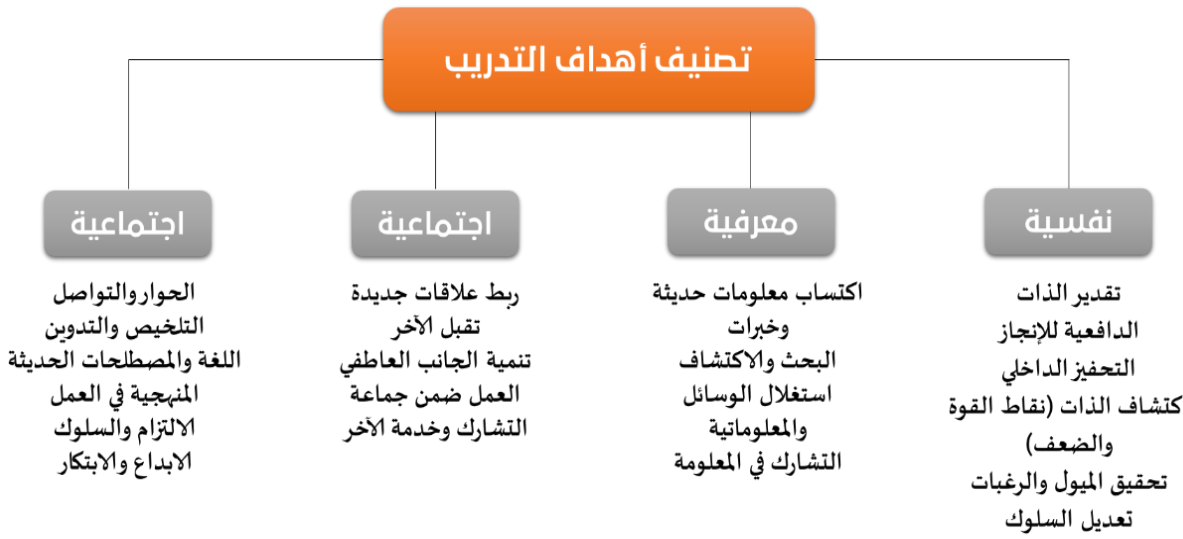 تصنيف أهداف التدريب
نفسية
تقدير الذات
الدافعية للإنجاز
التحفيز الداخلي
كتشاف الذات (نقاط القوة
والضعف)
تحقيق الميول والرغبات
تعديل السلوك
معرفية
اكتساب معلومات حديثة
وخبرات
البحث والاكتشاف
استغلال الوسائل
والمعلوماتية
التشارك في المعلومة
اجتماعية
ربط علاقات جديدة
تقبل الآخر
تنمية الجانب العاطفي
العمل ضمن جماعة
التشارك وخدمة الآخر
اجتماعية
الحوار والتواصل
التلخيص والتدوين
اللغة والمصطلحات الحديثة
المنهجية في العمل
الالتزام والسلوك
الابداع والابتكار